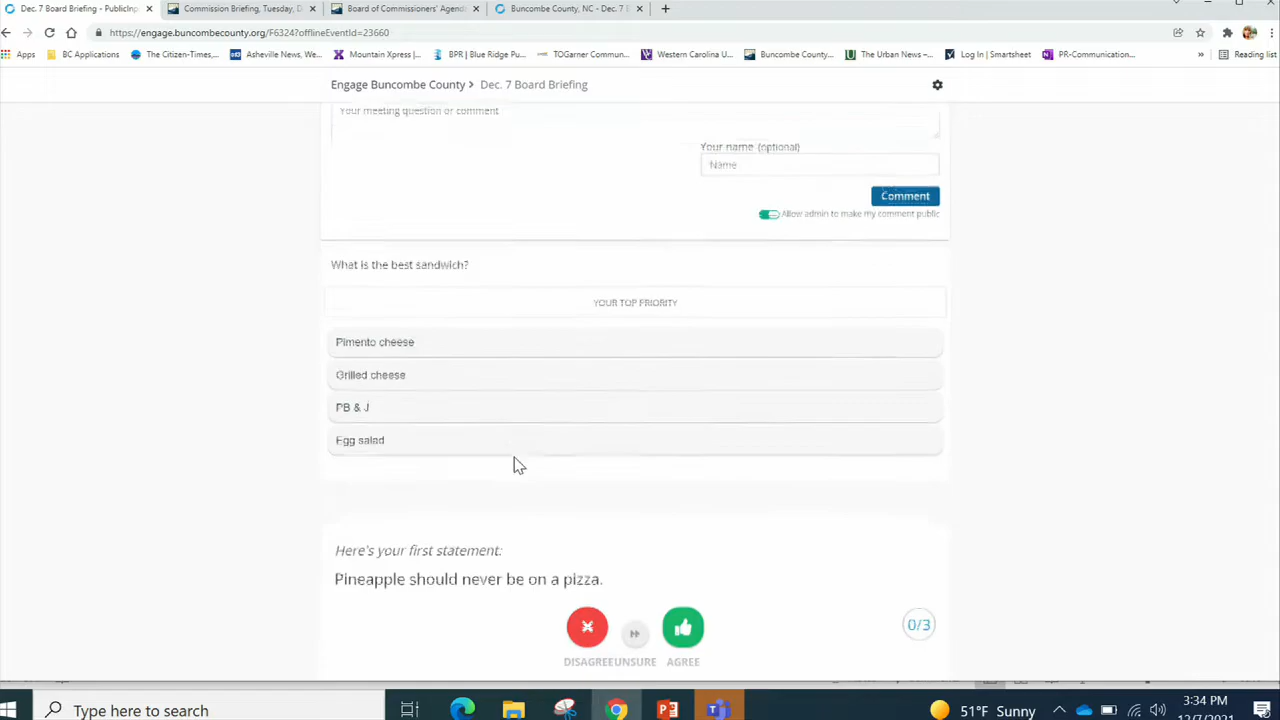 Dec. 7 Board Briefing - PublicInp
Commission Briefing, Tuesday, D
Board of Commissioners' Agend
Buncombe County, NC - Dec. 7 B
https://engage.buncombecounty.org/F6324?offlineEventId=23660
Apps
BC Applications
The Citizen-Times,...
Asheville News, We...
Mountain Xpress |...
BPR | Blue Ridge Pu...
TOGarner Commun...
Western Carolina U...
Buncombe County...
The Urban News –...
Log In | Smartsheet
PR-Communication...
»
Reading list
Engage Buncombe County > Dec. 7 Board Briefing
Your meeting question or comment
Your name (optional)
Name
Comment
Allow admin to make my comment public
What is the best sandwich?
YOUR TOP PRIORITY
Pimento cheese
Grilled cheese
PB & J
Egg salad
Here's your first statement:
Pineapple should never be on a pizza.
0/3
DISAGREE UNSURE AGREE
Type here to search
51°F Sunny
3:34 PM
12/7/2021